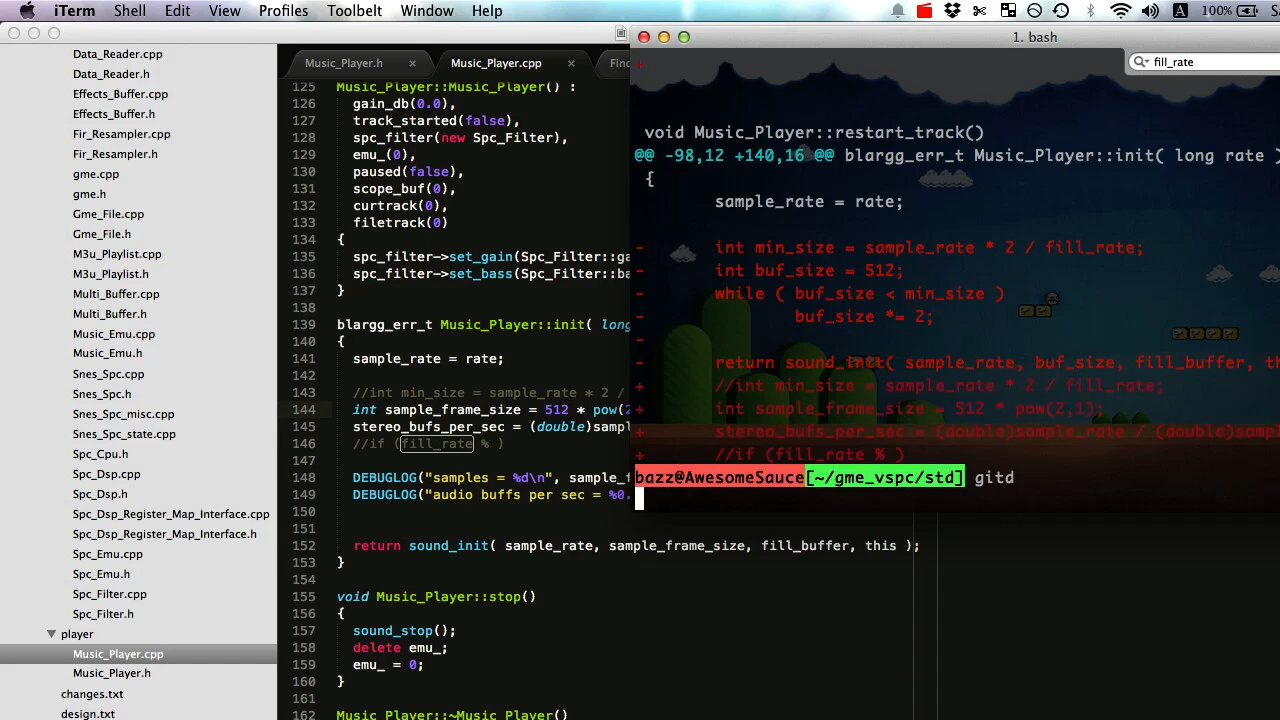 iTerm Shell Edit View Profiles Toolbelt Window Help 100%
Data_Reader.cpp
Data_Reader.h
Effects_Buffer.cpp
Effects_Buffer.h
Fir_Resampler.cpp
Fir_Resampler.h
gme.cpp
gme.h
Gme_File.cpp
Gme_File.h
M3u_Playlist.cpp
M3u_Playlist.h
Multi_Buffer.cpp
Multi_Buffer.h
Music_Emu.cpp
Music_Emu.h
Snes_Spc.cpp
Snes_Spc.h
Snes_Spc_misc.cpp
Snes_Spc_state.cpp
Spc_Cpu.h
Spc_Dsp.cpp
Spc_Dsp.h
Spc_Dsp_Register_Map_Interface.cpp
Spc_Dsp_Register_Map_Interface.h
Spc_Emu.cpp
Spc_Emu.h
Spc_Filter.cpp
Spc_Filter.h
player
Music_Player.cpp
Music_Player.h
changes.txt
design.txt
Music_Player.h × Music_Player.cpp × Finc
125 Music_Player::Music_Player() :
126 gain_db(0.0),
127 track_started(false),
128 spc_filter(new Spc_Filter),
129 emu_(0),
130 paused(false),
131 scope_buf(0),
132 curtrack(0),
133 filetrack(0)
134 {
135 spc_filter->set_gain(Spc_Filter::ga
136 spc_filter->set_bass(Spc_Filter::ba
137 }
138
139 blargg_err_t Music_Player::init( long
140 {
141 sample_rate = rate;
142
143 //int min_size = sample_rate * 2 /
144 int sample_frame_size = 512 * pow(2
145 stereo_bufs_per_sec = (double)samp
146 //if (fill_rate % )
147
148 DEBUGLOG("samples = %d\n", sample_f
149 DEBUGLOG("audio buffs per sec = %0.
150
151
152 return sound_init( sample_rate, sample_frame_size, fill_buffer, this );
153 }
154
155 void Music_Player::stop()
156 {
157 sound_stop();
158 delete emu_;
159 emu_ = 0;
160 }
161
162 Music_Player::~Music_Player()
1. bash
fill_rate
+
void Music_Player::restart_track()
@@ -98,12 +140,16 @@ blargg_err_t Music_Player::init( long rate )
{
sample_rate = rate;
- int min_size = sample_rate * 2 / fill_rate;
- int buf_size = 512;
- while ( buf_size < min_size )
- buf_size *= 2;
-
- return sound_init( sample_rate, buf_size, fill_buffer, th
+ //int min_size = sample_rate * 2 / fill_rate;
+ int sample_frame_size = 512 * pow(2,1);
+ stereo_bufs_per_sec = (double)sample_rate / (double)samp
+ //if (fill_rate % )
bazz@AwesomeSauce[~/gme_vspc/std] gitd